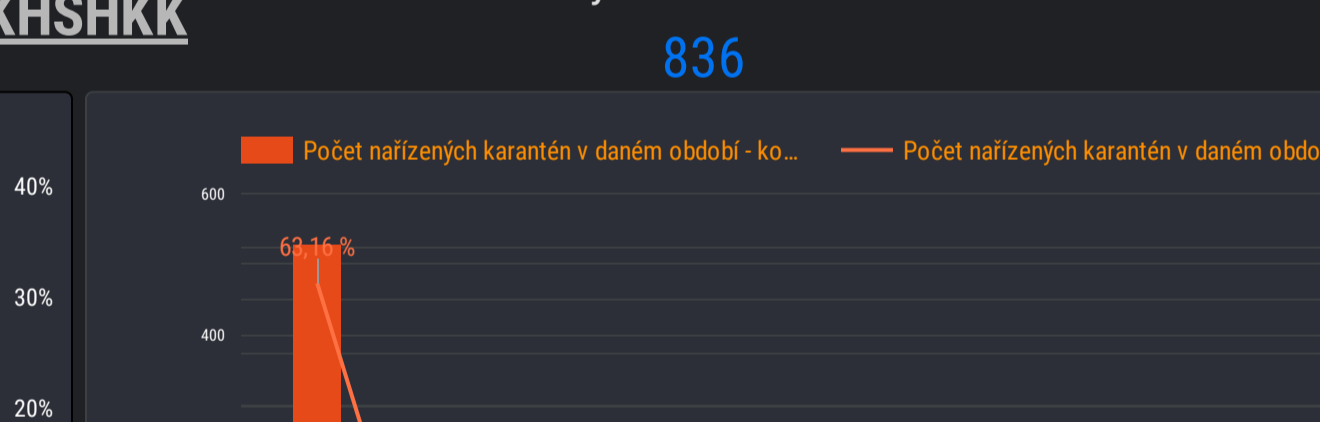 KHSHKK
836
Počet nařízených karantén v daném období - ko...
Počet nařízených karantén v daném obdo
40%
30%
20%
600
63,16 %
400